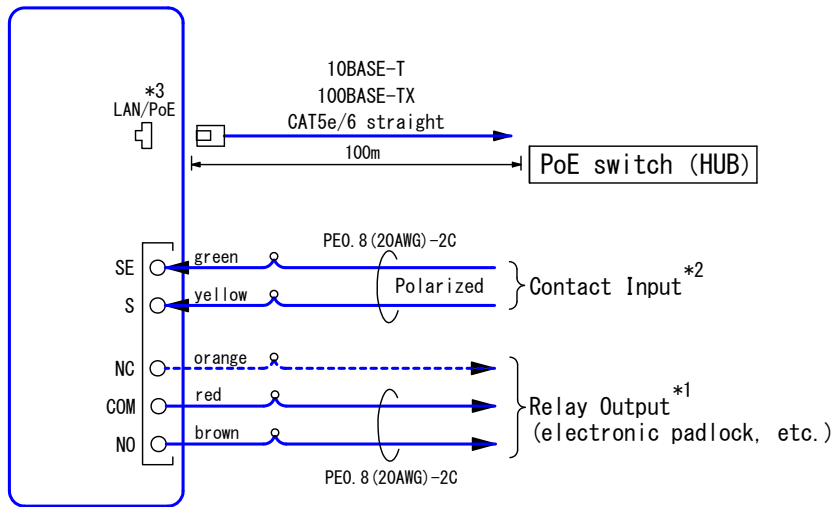 10BASE-T
100BASE-TX
CAT5e/6 straight
100m
*3
LAN/PoE
PoE switch (HUB)
PE0.8(20AWG)-2C
SE
green
S
yellow
Polarized
Contact Input*2
NC
orange
COM
red
NO
brown
Relay Output*1
(electronic padlock, etc.)
PE0.8(20AWG)-2C